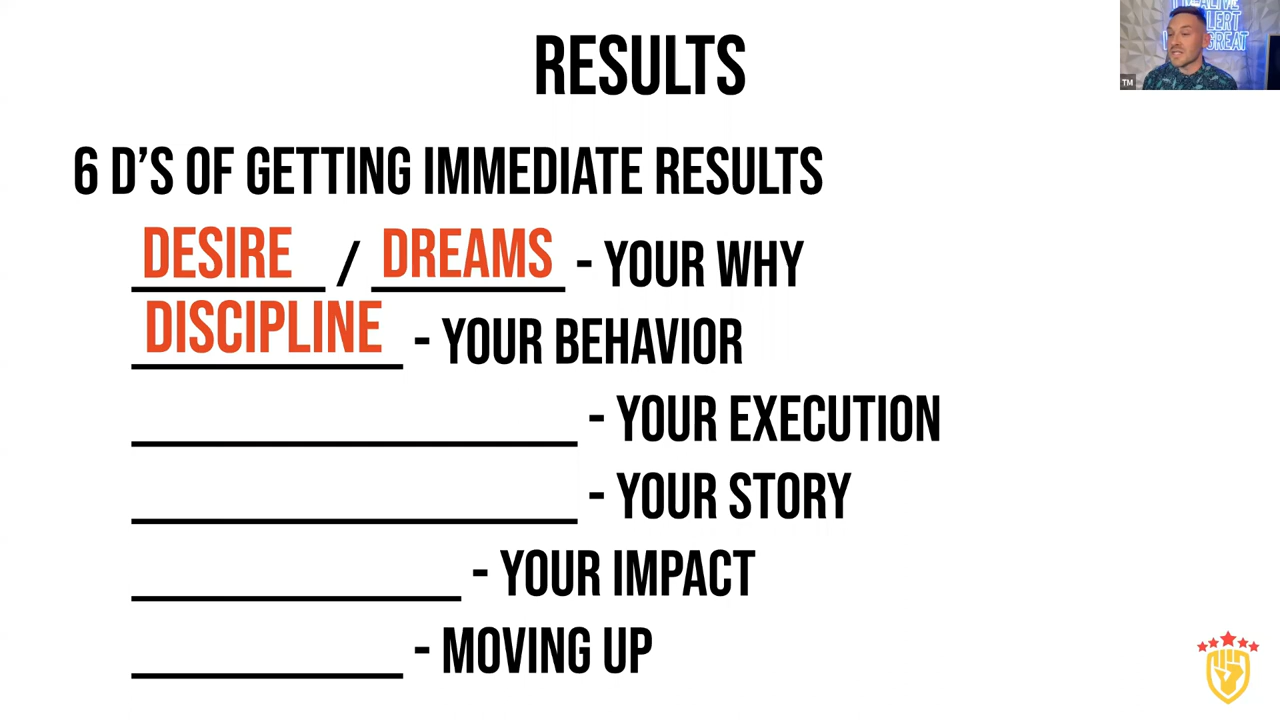 RESULTS
6 D'S OF GETTING IMMEDIATE RESULTS
DESIRE / DREAMS - YOUR WHY
DISCIPLINE - YOUR BEHAVIOR
- YOUR EXECUTION
- YOUR STORY
- YOUR IMPACT
- MOVING UP
TM